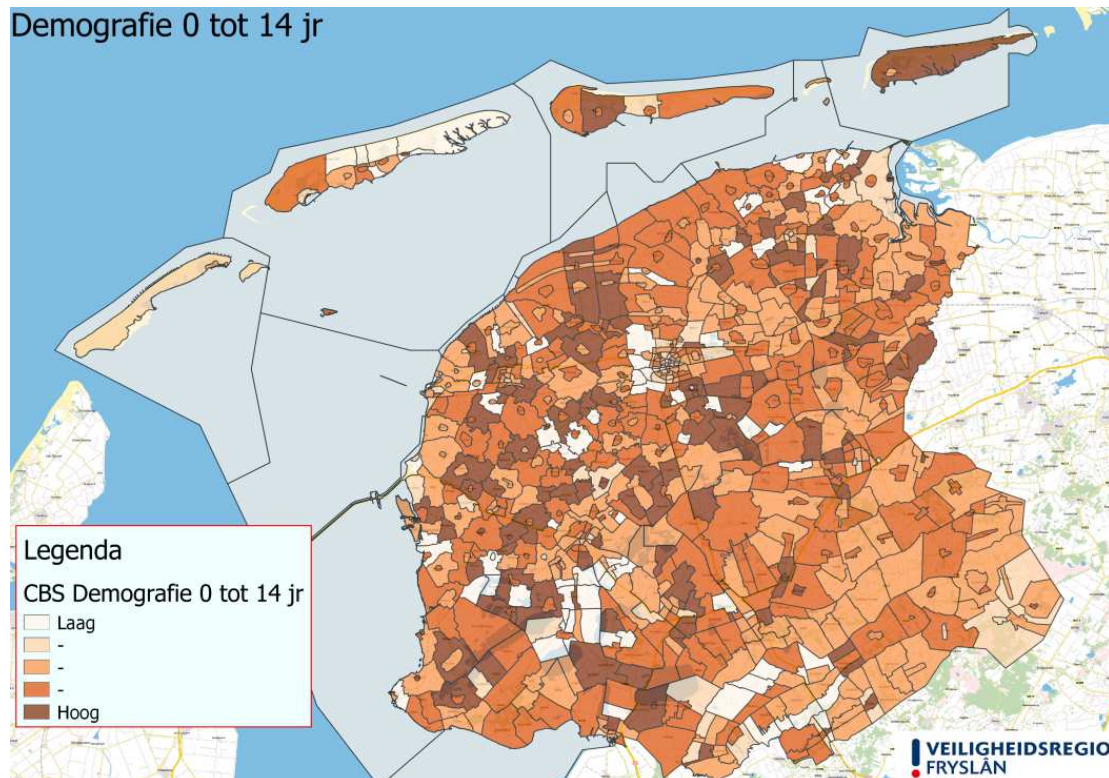 Demografie 0 tot 14 jr
Legenda
CBS Demografie 0 tot 14 jr
Laag
-
-
-
Hoog
VEILIGHEIDSREGIO
FRYSLÂN